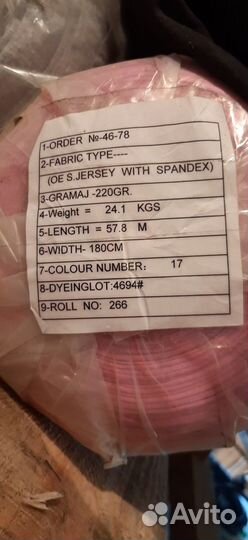 1-ORDER №-46-78
2-FABRIC TYPE----
(OE S.JERSEY WITH SPANDEX)
3-GRAMAJ -220GR.
4-Weight = 24.1 KGS
5-LENGTH = 57.8 M
6-WIDTH- 180CM
7-COLOUR NUMBER: 17
8-DYEINGLOT:4694#
9-ROLL NO: 266
Avito